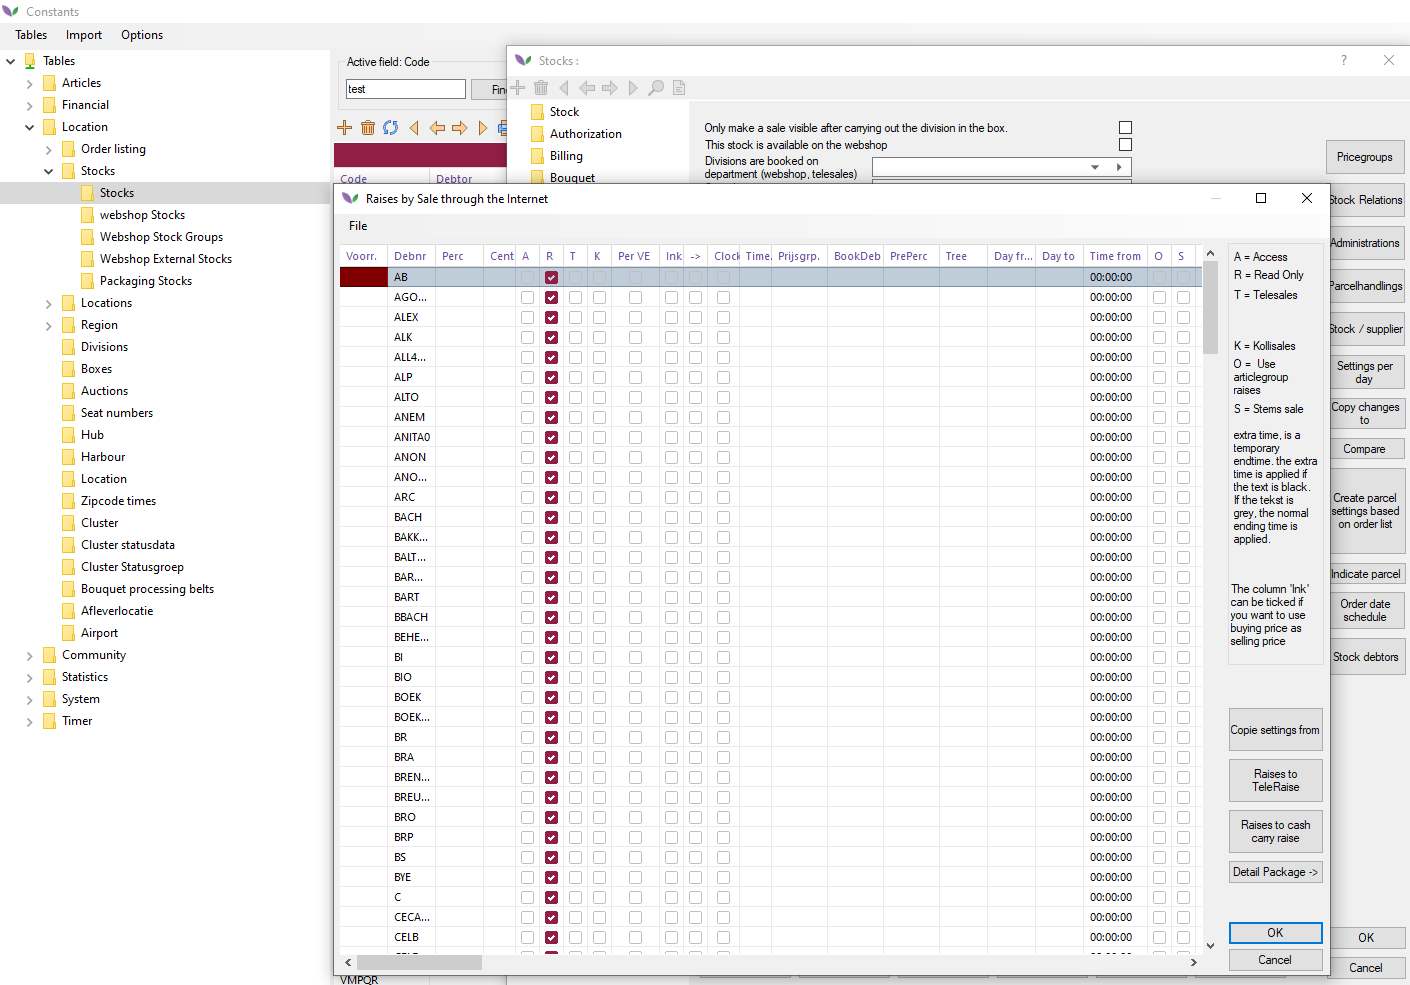 Constants
Tables Import Options
Tables
Articles
Financial
Location
Order listing
Stocks
Stocks
webshop Stocks
Webshop Stock Groups
Webshop External Stocks
Packaging Stocks
Locations
Region
Divisions
Boxes
Auctions
Seat numbers
Hub
Harbour
Location
Zipcode times
Cluster
Cluster statusdata
Cluster Statusgroep
Bouquet processing belts
Afleverlocatie
Airport
Community
Statistics
System
Timer
Active field: Code
test
Code Debtor
VMPQR
Stocks :
?
Stock
Authorization
Billing
Bouquet
Only make a sale visible after carrying out the division in the box.
This stock is available on the webshop
Divisions are booked on
department (webshop, telesales)
Pricegroups
Stock Relations
Administrations
Parcelhandlings
Stock / supplier
Settings per
day
Copy changes
to
Compare
Create parcel
settings based
on order list
Indicate parcel
Order date
schedule
Stock debtors
OK
Cancel
Raises by Sale through the Internet
File
Voorr. Debnr Perc Cent A R T K Per VE Ink -> Clock Time. Prijsgrp. BookDeb PrePerc Tree Day fr... Day to Time from O S
AB 00:00:00
AGO... 00:00:00
ALEX 00:00:00
ALK 00:00:00
ALL4... 00:00:00
ALP 00:00:00
ALTO 00:00:00
ANEM 00:00:00
ANITA0 00:00:00
ANON 00:00:00
ANO... 00:00:00
ARC 00:00:00
BACH 00:00:00
BAKK... 00:00:00
BALT... 00:00:00
BAR... 00:00:00
BART 00:00:00
BBACH 00:00:00
BEHE... 00:00:00
BI 00:00:00
BIO 00:00:00
BOEK 00:00:00
BOEK... 00:00:00
BR 00:00:00
BRA 00:00:00
BREN... 00:00:00
BREU... 00:00:00
BRO 00:00:00
BRP 00:00:00
BS 00:00:00
BYE 00:00:00
C 00:00:00
CECA... 00:00:00
CELB 00:00:00
A = Access
R = Read Only
T = Telesales
K = Kollisales
O = Use
articlegroup
raises
S = Stems sale
extra time, is a
temporary
endtime. the extra
time is applied if
the text is black.
If the tekst is
grey, the normal
ending time is
applied.
The column 'Ink'
can be ticked if
you want to use
buying price as
selling price
Copie settings from
Raises to
TeleRaise
Raises to cash
carry raise
Detail Package ->
OK
Cancel